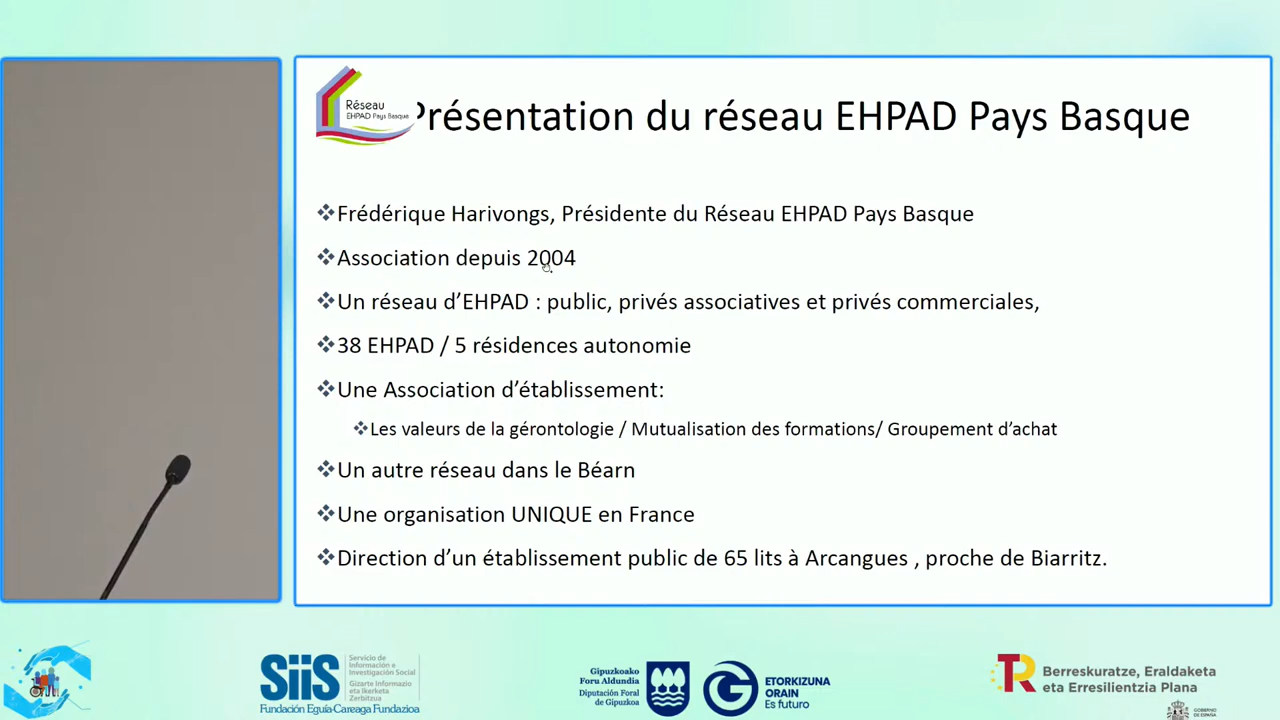 Réseau
EHPAD Pays Basque
Présentation du réseau EHPAD Pays Basque
❖Frédérique Harivongs, Présidente du Réseau EHPAD Pays Basque
❖Association depuis 2004
❖Un réseau d’EHPAD : public, privés associatives et privés commerciales,
❖38 EHPAD / 5 résidences autonomie
❖Une Association d’établissement:
❖Les valeurs de la gérontologie / Mutualisation des formations/ Groupement d’achat
❖Un autre réseau dans le Béarn
❖Une organisation UNIQUE en France
❖Direction d’un établissement public de 65 lits à Arcangues , proche de Biarritz.
SiiS
Servicio de
Información e
Investigación Social
Gizarte Informazio
eta Ikerketa
Zerbitzua
Fundación Eguía-Careaga Fundazioa
Gipuzkoako
Foru Aldundia
Diputación Foral
de Gipuzkoa
ETORKIZUNA
ORAIN
Es futuro
TR
Berreskuratze, Eraldaketa
eta Erresilientzia Plana
GOBIERNO
DE ESPAÑA